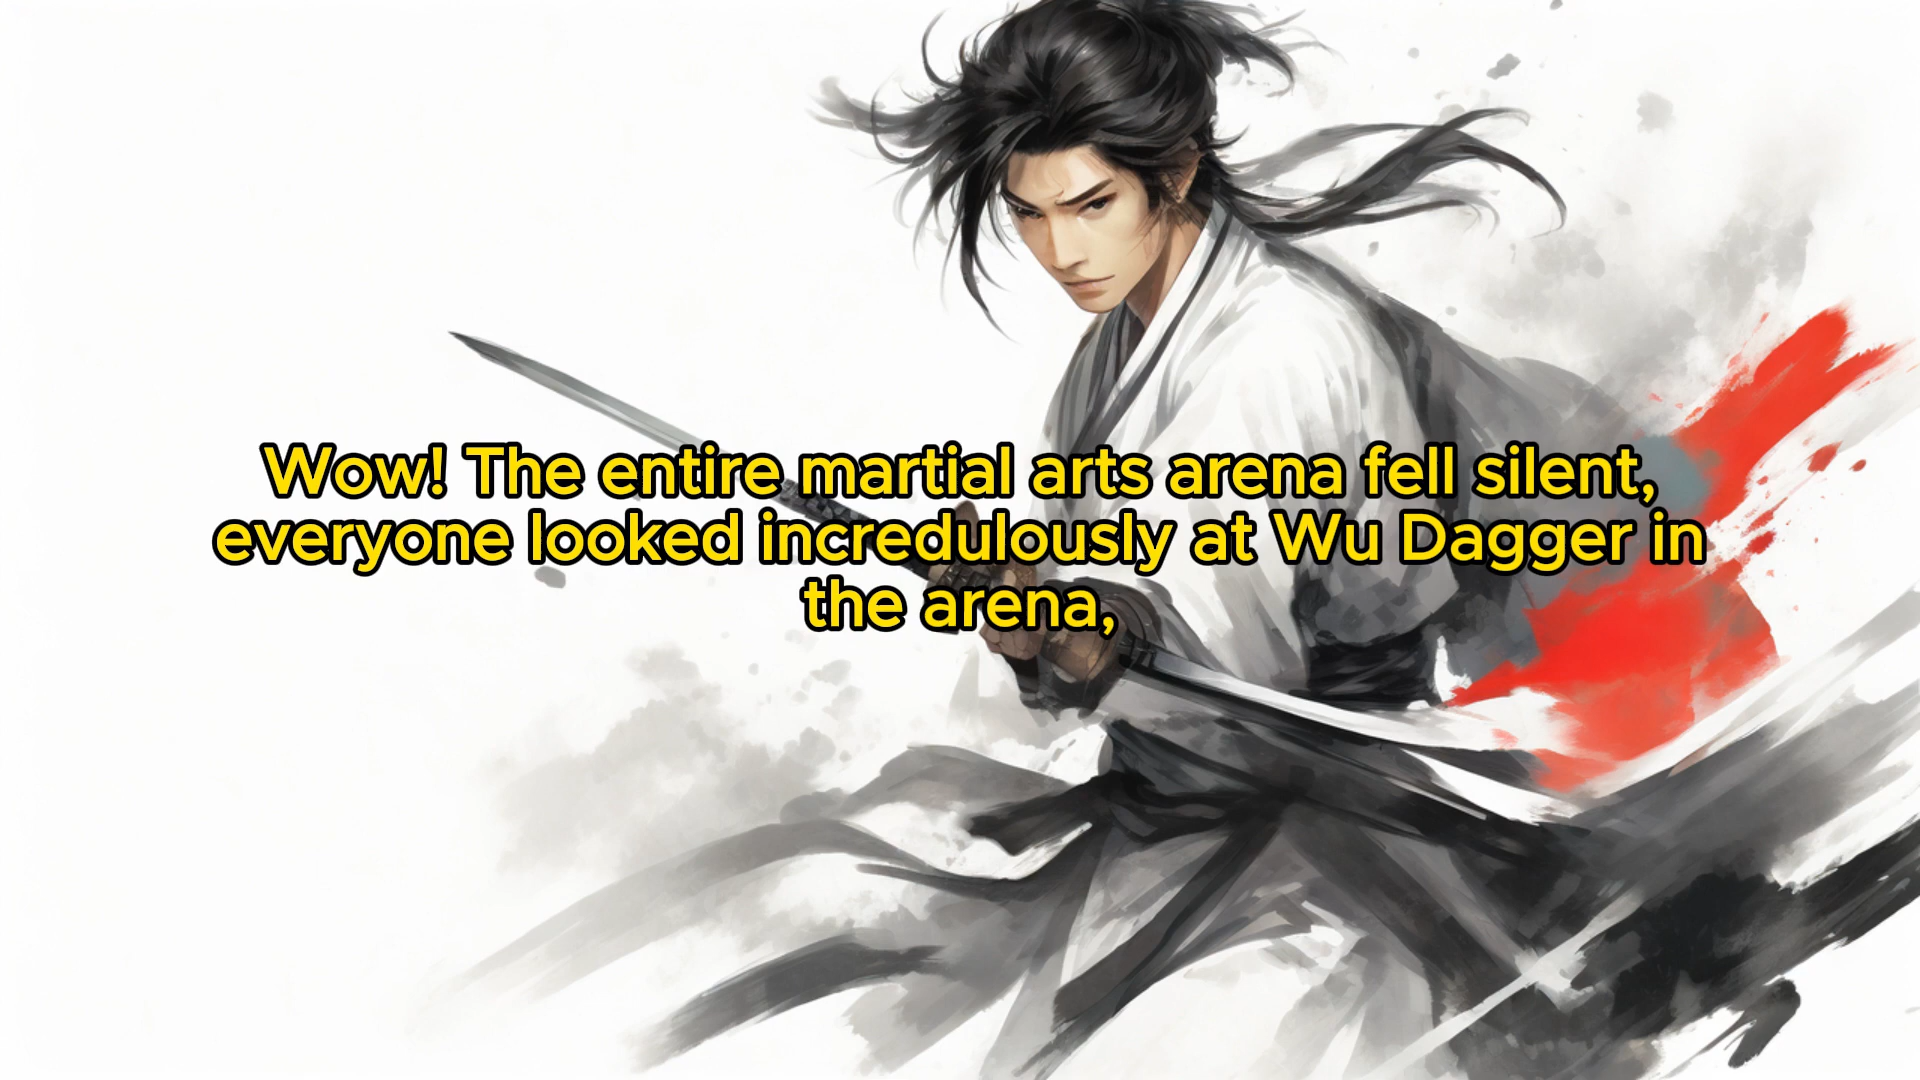 Wow! The entire martial arts arena fell silent,
everyone looked incredulously at Wu Dagger in
the arena,